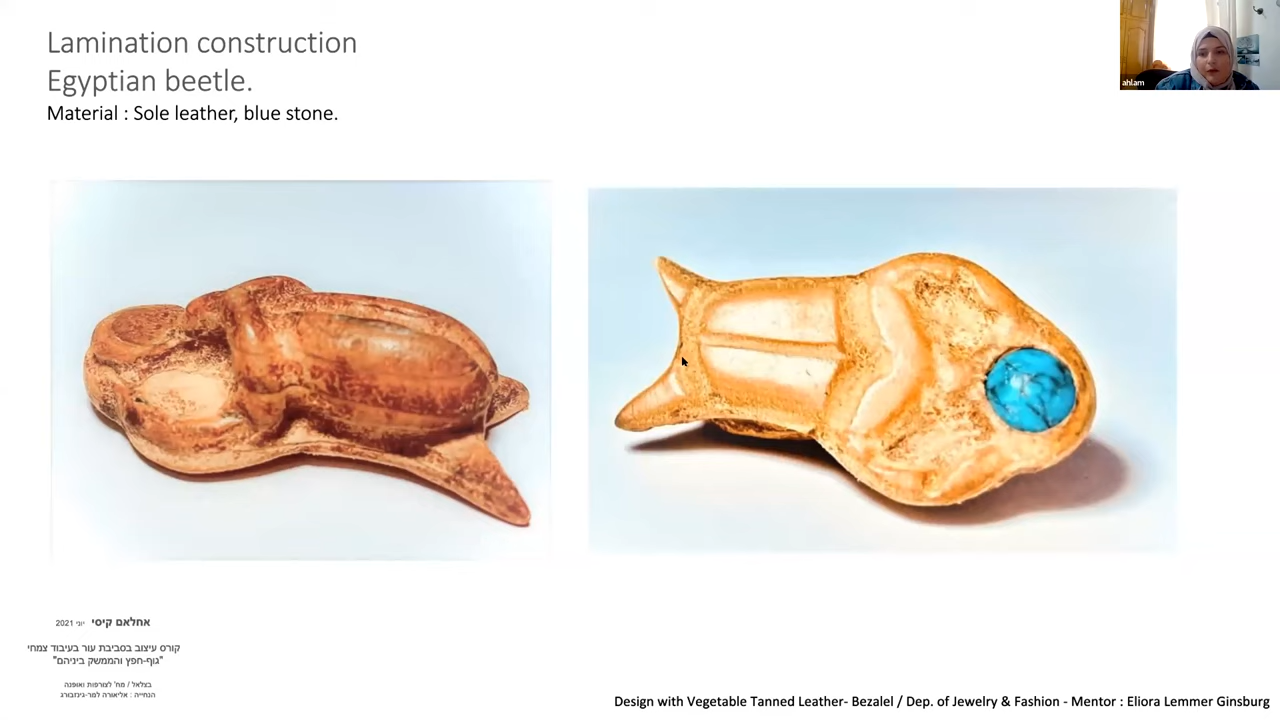 Lamination construction
Egyptian beetle.
Material : Sole leather, blue stone.
ahlam
אחלאם קיסי יוני 2021
קורס עיצוב בסביבת עור בעיבוד צמחי
"גוף-חפץ והממשק ביניהם"
בצלאל / מח' לצורפות ואופנה
הנחייה : אליאורה למר-גינזבורג
Design with Vegetable Tanned Leather- Bezalel / Dep. of Jewelry & Fashion - Mentor : Eliora Lemmer Ginsburg